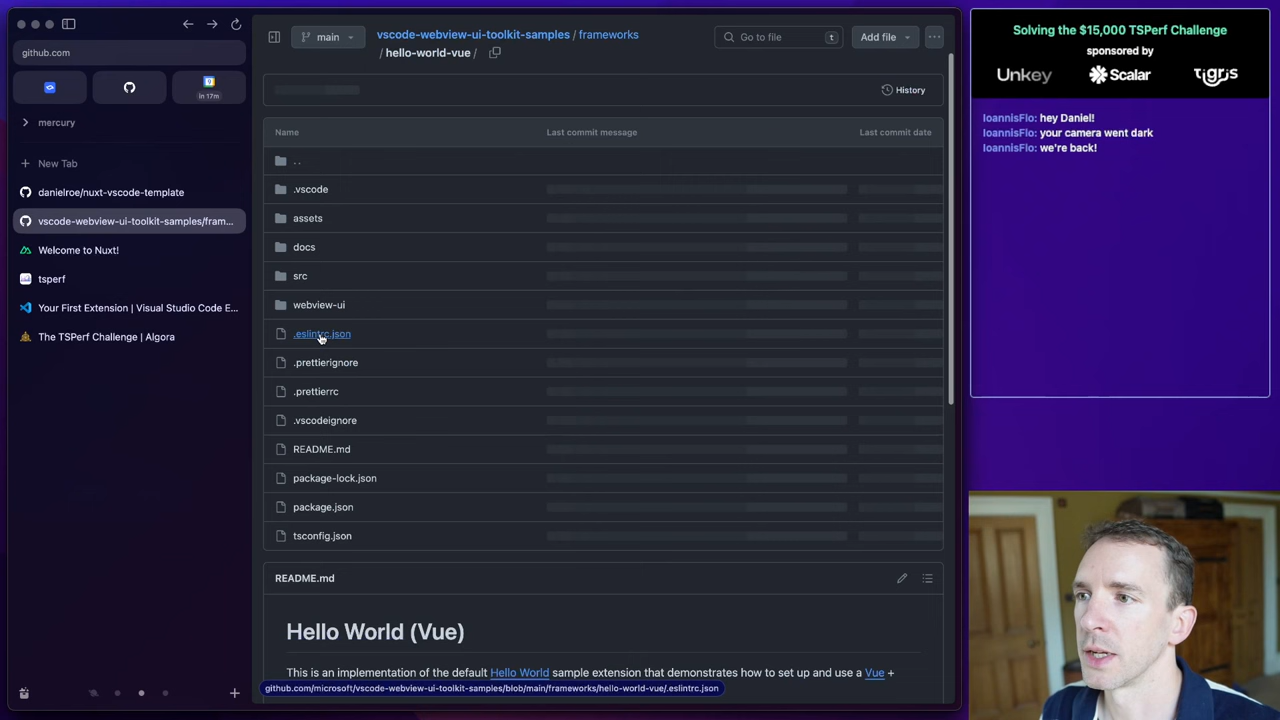 github.com
in 17m
mercury
New Tab
danielroe/nuxt-vscode-template
vscode-webview-ui-toolkit-samples/fram...
Welcome to Nuxt!
tsperf
Your First Extension | Visual Studio Code E...
The TSPerf Challenge | Algora
main
vscode-webview-ui-toolkit-samples / frameworks
/ hello-world-vue /
Go to file
t
Add file
History
Name
Last commit message
Last commit date
..
.vscode
assets
docs
src
webview-ui
.eslintrc.json
.prettierignore
.prettierrc
.vscodeignore
README.md
package-lock.json
package.json
tsconfig.json
README.md
Hello World (Vue)
This is an implementation of the default Hello World sample extension that demonstrates how to set up and use a Vue +
github.com/microsoft/vscode-webview-ui-toolkit-samples/blob/main/frameworks/hello-world-vue/.eslintrc.json
Solving the $15,000 TSPerf Challenge
sponsored by
Unkey
Scalar
tigris
IoannisFlo: hey Daniel!
IoannisFlo: your camera went dark
IoannisFlo: we're back!